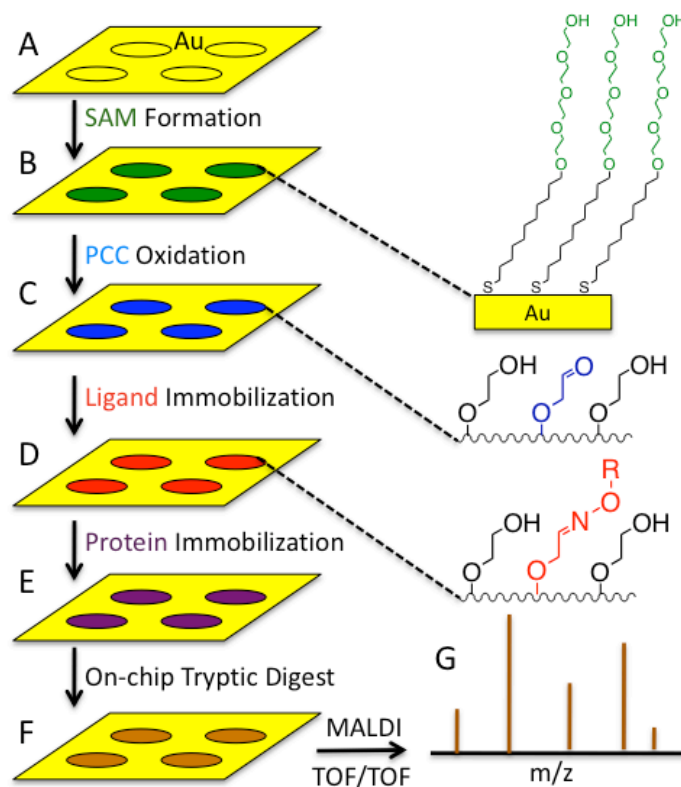 A
Au
SAM Formation
B
PCC Oxidation
C
Ligand Immobilization
D
Protein Immobilization
E
On-chip Tryptic Digest
F
MALDI
TOF/TOF
OH OH OH
O O O
O O O
O O O
O O O
S S S
Au
OH O OH
O O O
R
O
OH N OH
O O O
G
m/z